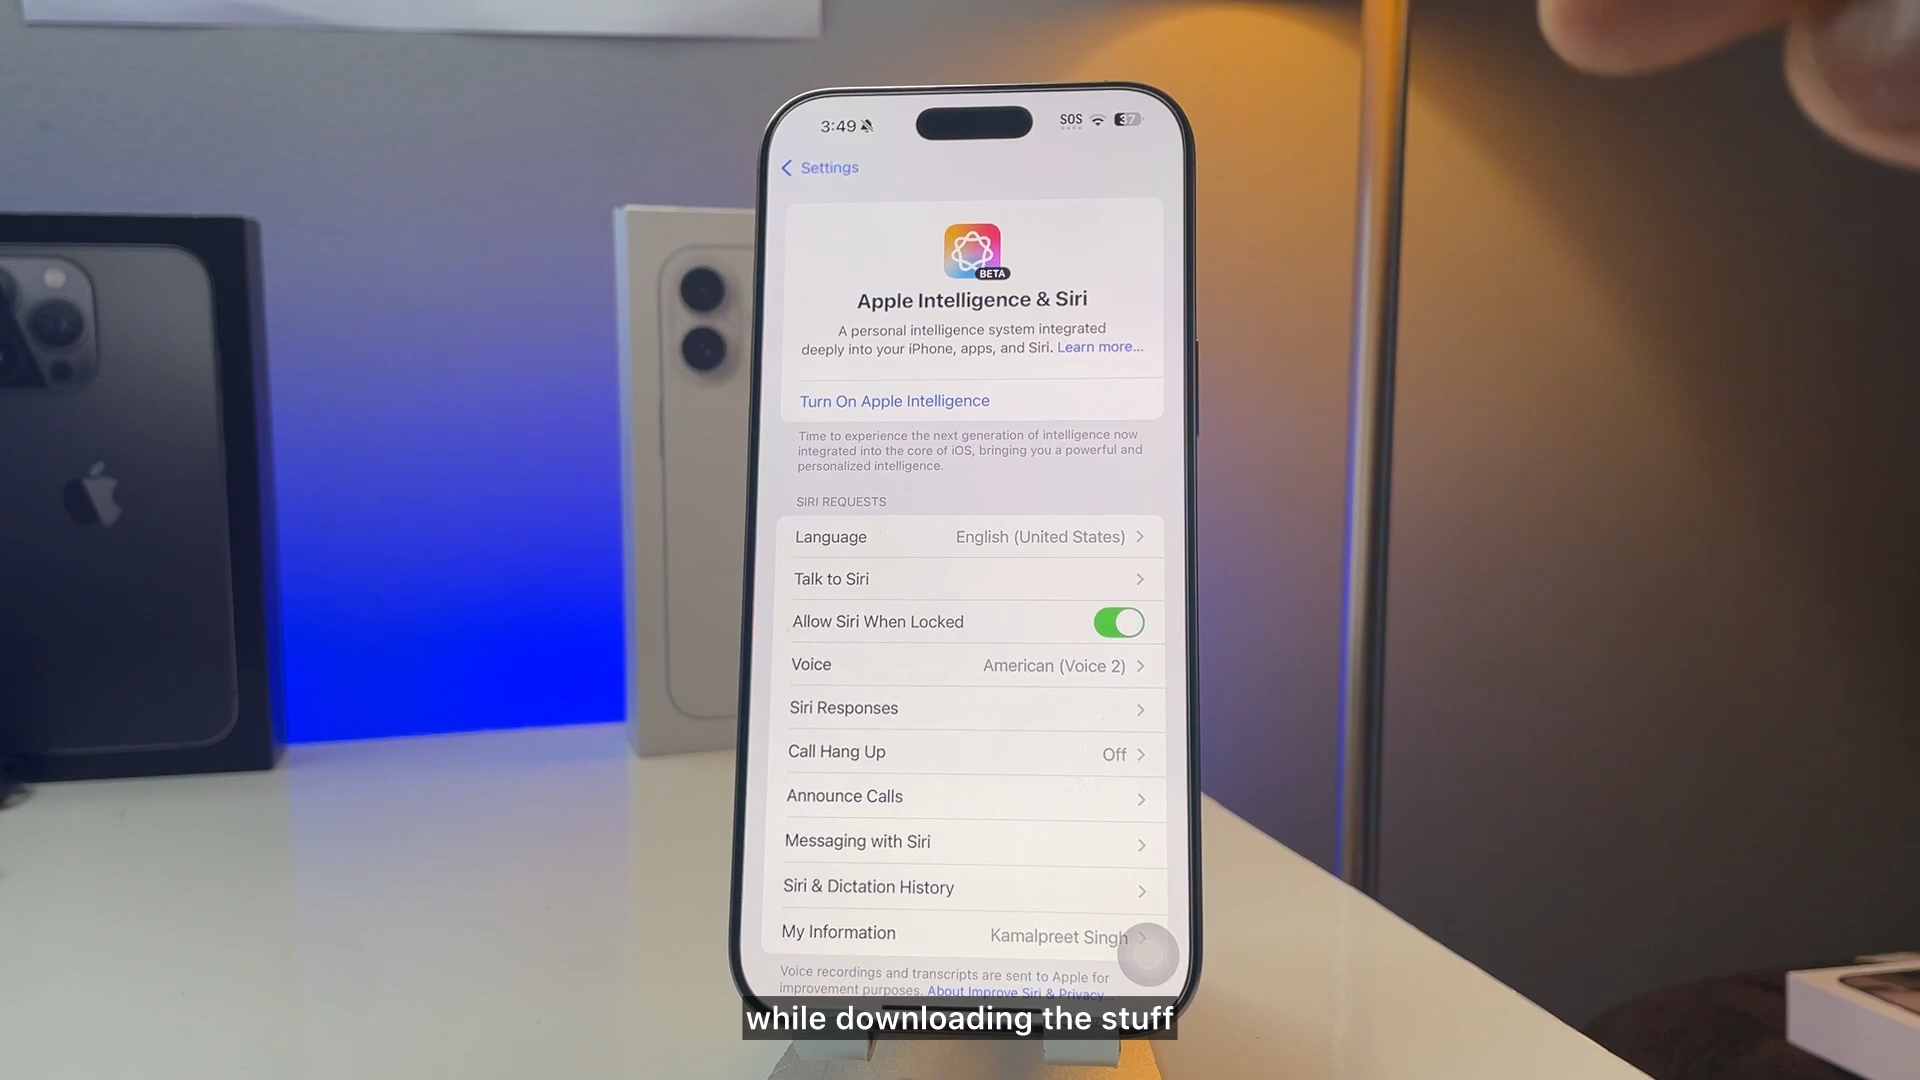 3:49
SOS
37
Settings
BETA
Apple Intelligence & Siri
A personal intelligence system integrated
deeply into your iPhone, apps, and Siri. Learn more...
Turn On Apple Intelligence
Time to experience the next generation of intelligence now
integrated into the core of iOS, bringing you a powerful and
personalized intelligence.
SIRI REQUESTS
Language English (United States)
Talk to Siri
Allow Siri When Locked
Voice American (Voice 2)
Siri Responses
Call Hang Up Off
Announce Calls
Messaging with Siri
Siri & Dictation History
My Information Kamalpreet Singh
Voice recordings and transcripts are sent to Apple for
improvement purposes. About Improve Siri & Privacy...
while downloading the stuff